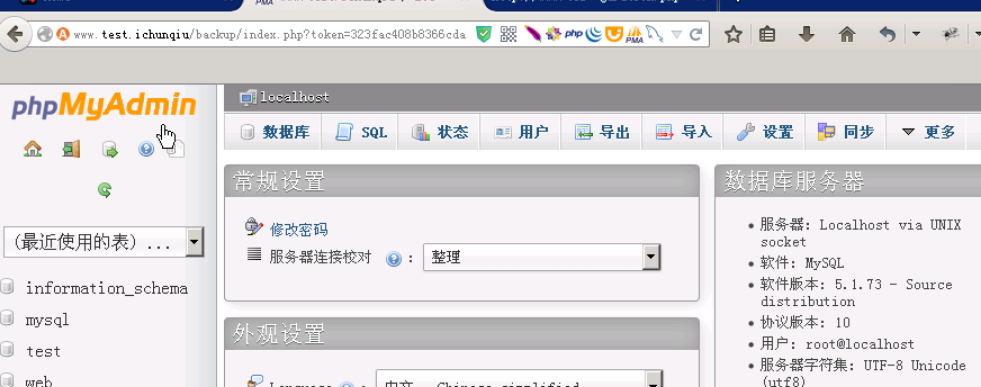 www.test.ichunqiu/backup/index.php?token=323fac408b8366cda
php
PMA
phpMyAdmin
(最近使用的表) ...
information_schema
mysql
test
web
localhost
数据库
SQL
状态
用户
导出
导入
设置
同步
更多
常规设置
修改密码
服务器连接校对
:
整理
外观设置
Language
:
中文 - Chinese simplified
数据库服务器
• 服务器: Localhost via UNIX
socket
• 软件: MySQL
• 软件版本: 5.1.73 - Source
distribution
• 协议版本: 10
• 用户: root@localhost
• 服务器字符集: UTF-8 Unicode
(utf8)